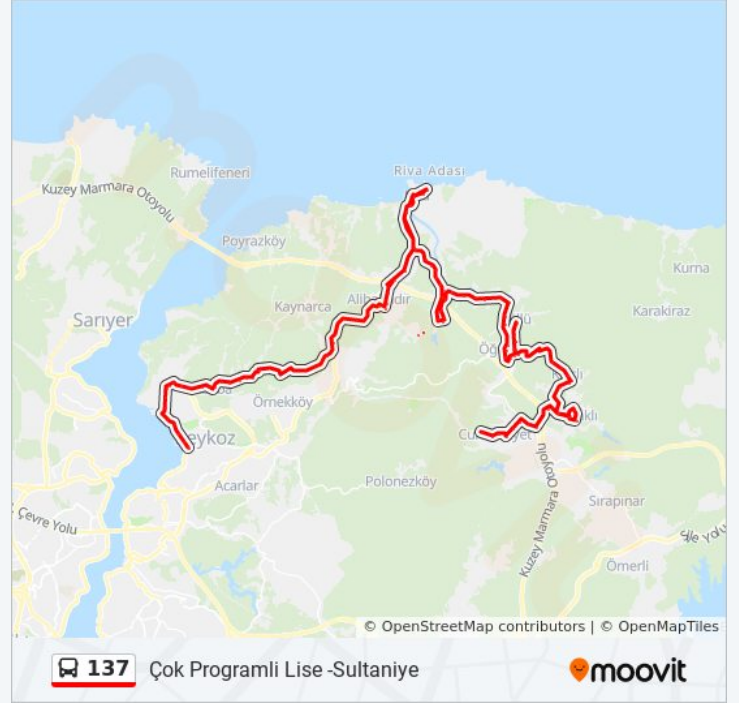 Riva Adası
Rumelifeneri
Kuzey Marmara Otoyolu
Poyrazköy
Kurna
Kaynarca
Karakiraz
Sarıyer
Örnekköy
Acarlar
Polonezköy
Çevre Yolu
Kuzey Marmara Otoyolu
Sırapınar
Şile Yolu
Ömerli
© OpenStreetMap contributors | © OpenMapTiles
137 Çok Programli Lise -Sultaniye
moovit